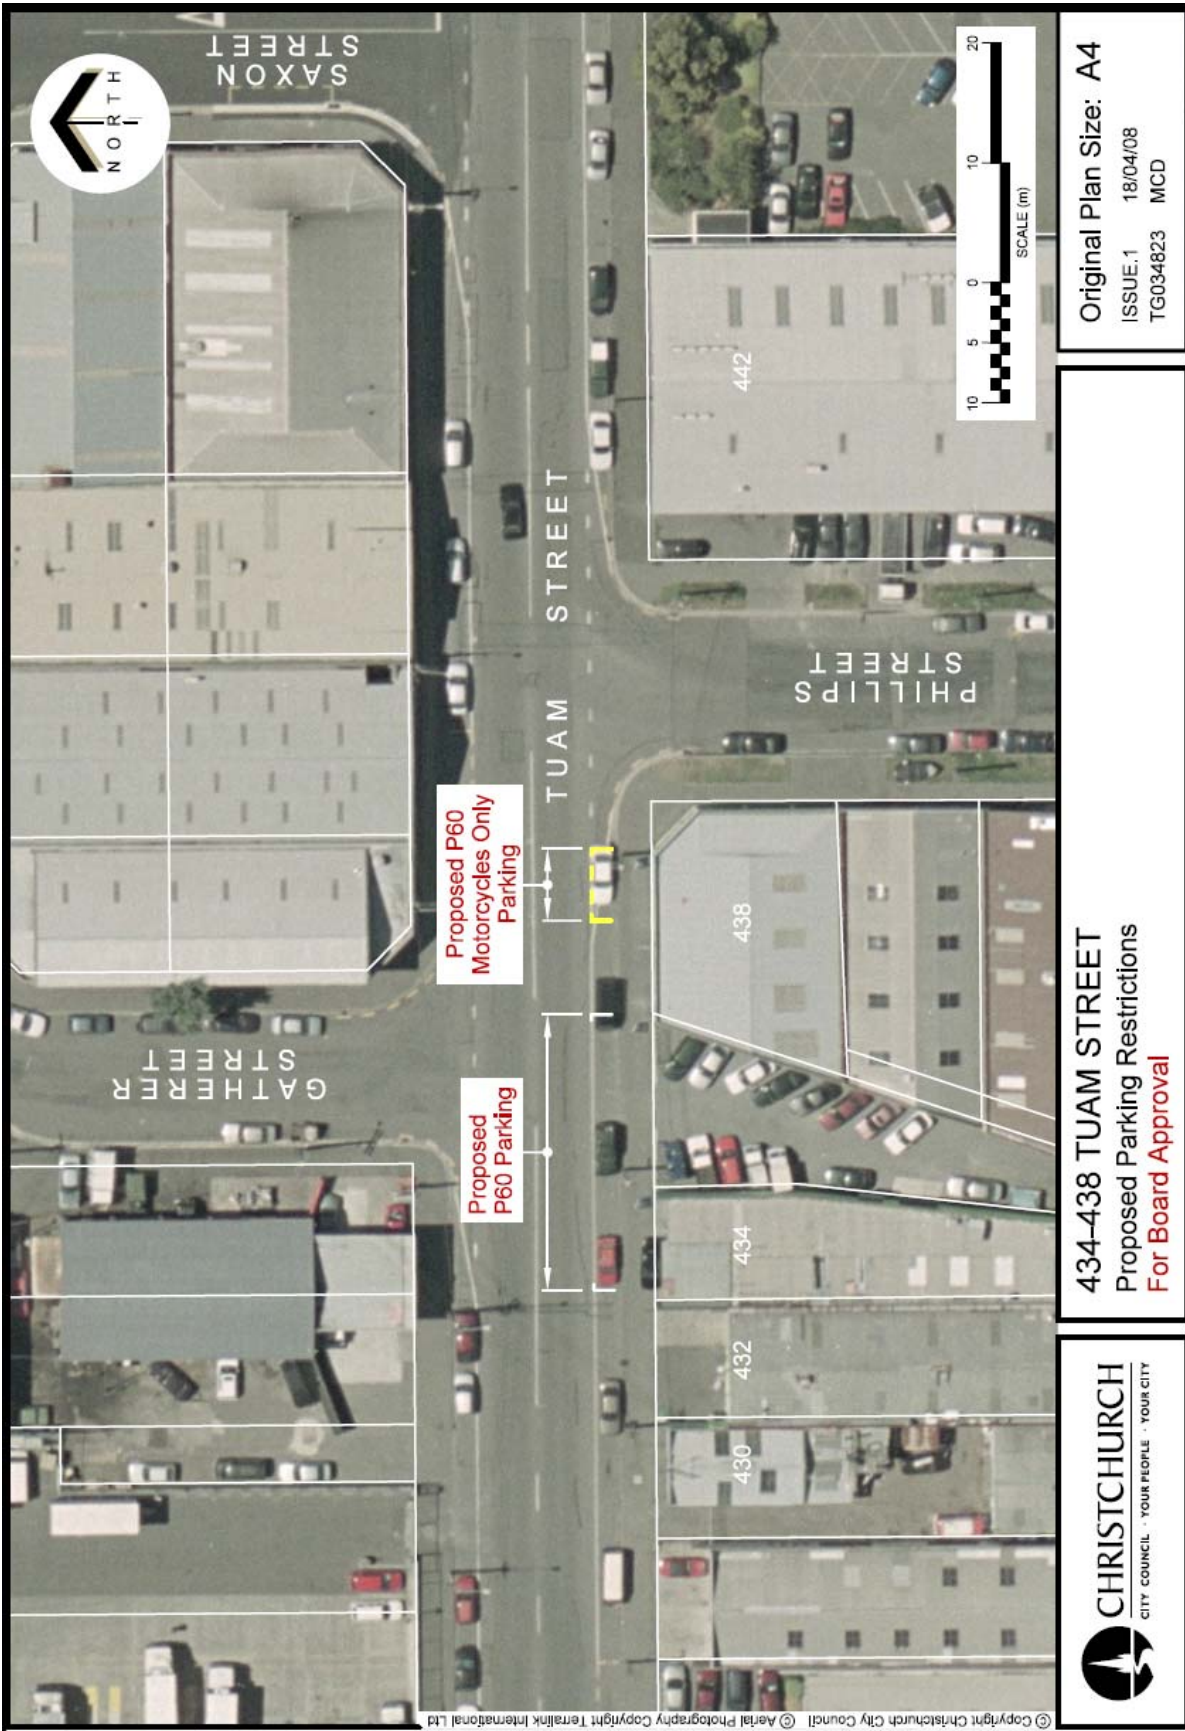 NORTH
SAXON
STREET
GATHERER
STREET
TUAM STREET
PHILLIPS
STREET
Proposed
P60 Parking
Proposed P60
Motorcycles Only
Parking
430
432
434
438
442
10 5 0 10 20
SCALE (m)
© Copyright Christchurch City Council © Aerial Photography Copyright Terralink International Ltd
CHRISTCHURCH
CITY COUNCIL · YOUR PEOPLE · YOUR CITY
434–438 TUAM STREET
Proposed Parking Restrictions
For Board Approval
Original Plan Size: A4
ISSUE.1 18/04/08
TG034823 MCD